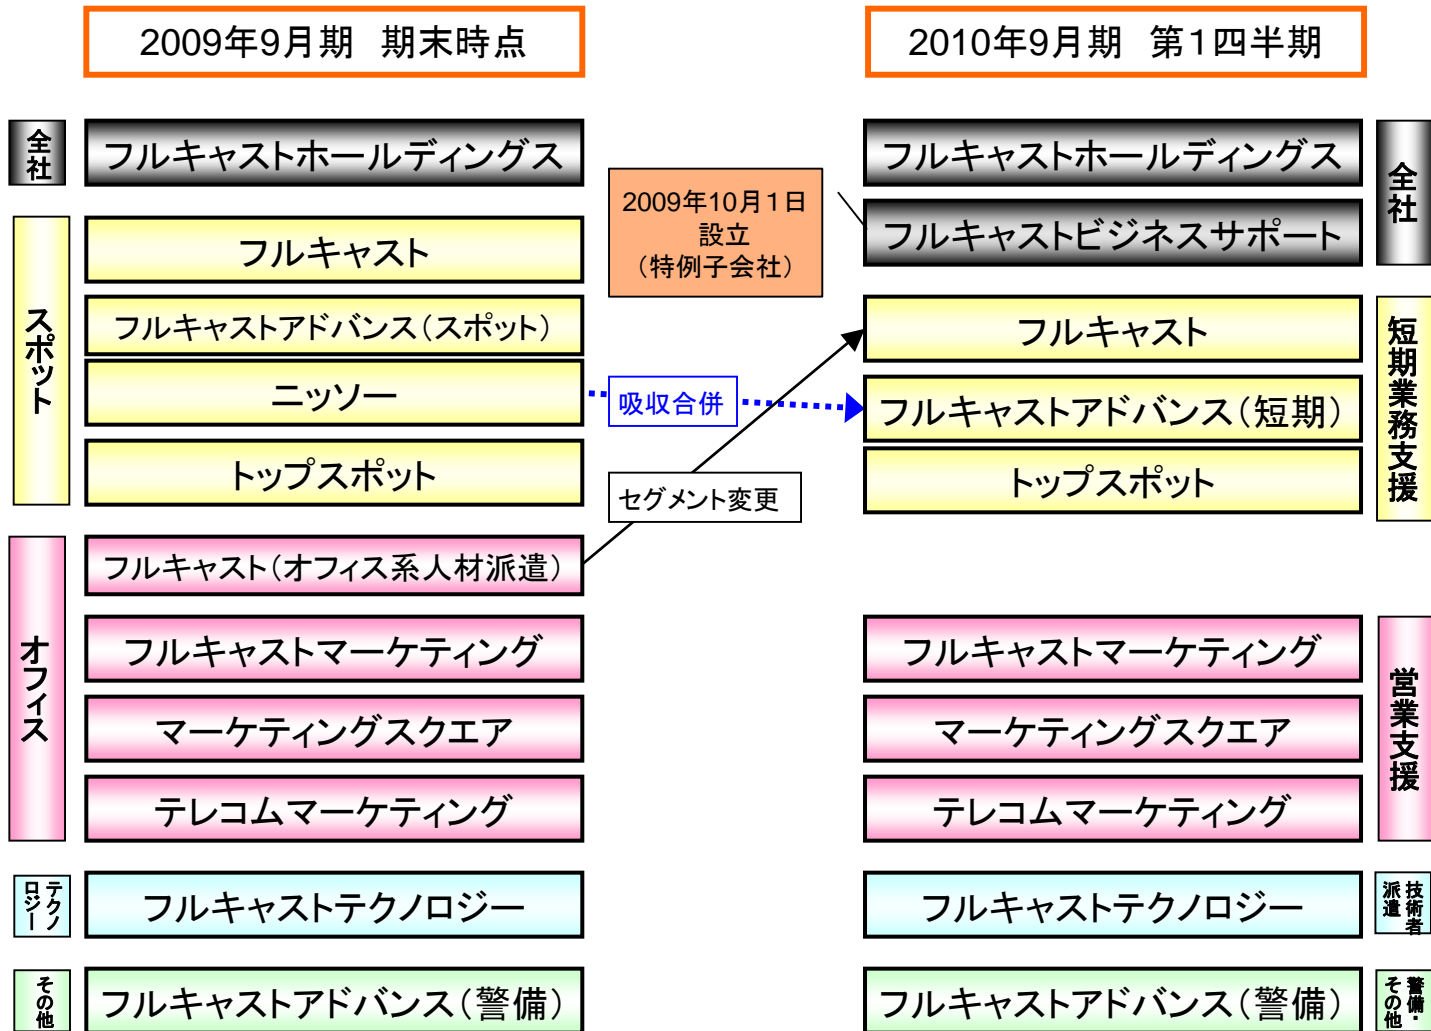 2009年9月期　期末時点
2010年9月期　第1四半期
全社
フルキャストホールディングス
スポット
フルキャスト
フルキャストアドバンス（スポット）
ニッソー
トップスポット
オフィス
フルキャスト（オフィス系人材派遣）
フルキャストマーケティング
マーケティングスクエア
テレコムマーケティング
テクノ
ロジー
フルキャストテクノロジー
その他
フルキャストアドバンス（警備）
2009年10月1日
設立
（特例子会社）
吸収合併
セグメント変更
フルキャストホールディングス
フルキャストビジネスサポート
全社
フルキャスト
フルキャストアドバンス（短期）
トップスポット
短期業務支援
フルキャストマーケティング
マーケティングスクエア
テレコムマーケティング
営業支援
フルキャストテクノロジー
技術者
派遣
フルキャストアドバンス（警備）
警備・
その他